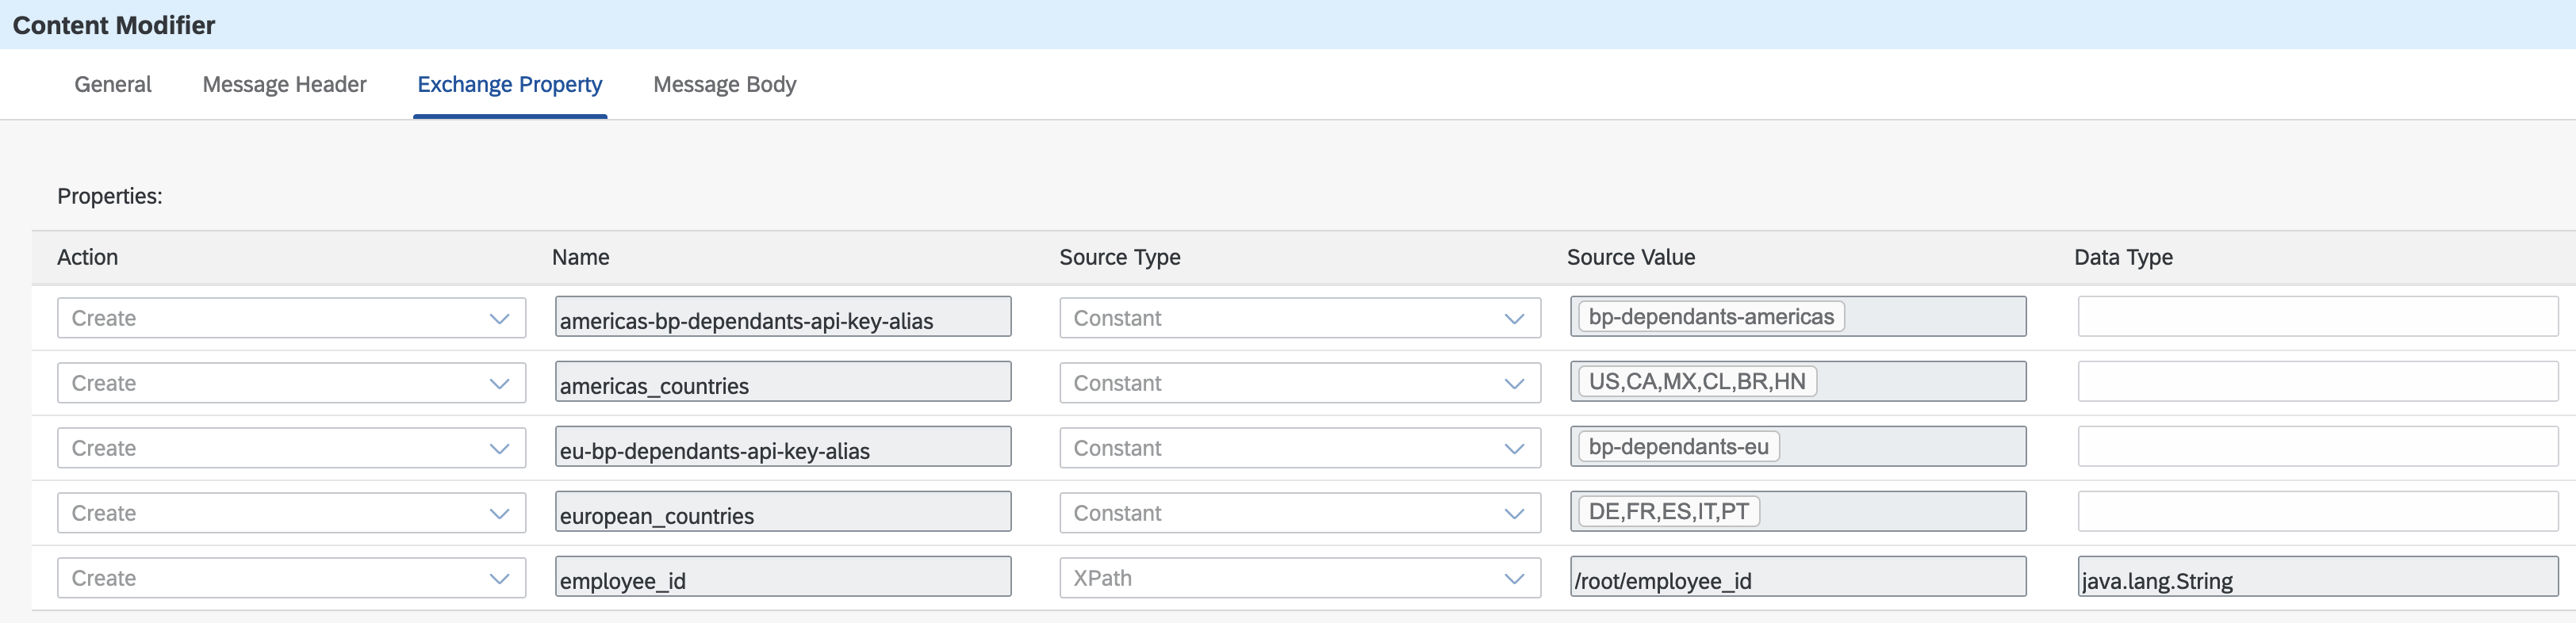 Content Modifier
General Message Header Exchange Property Message Body
Properties:
Action Name Source Type Source Value Data Type
Create americas-bp-dependants-api-key-alias Constant bp-dependants-americas
Create americas_countries Constant US,CA,MX,CL,BR,HN
Create eu-bp-dependants-api-key-alias Constant bp-dependants-eu
Create european_countries Constant DE,FR,ES,IT,PT
Create employee_id XPath /root/employee_id java.lang.String